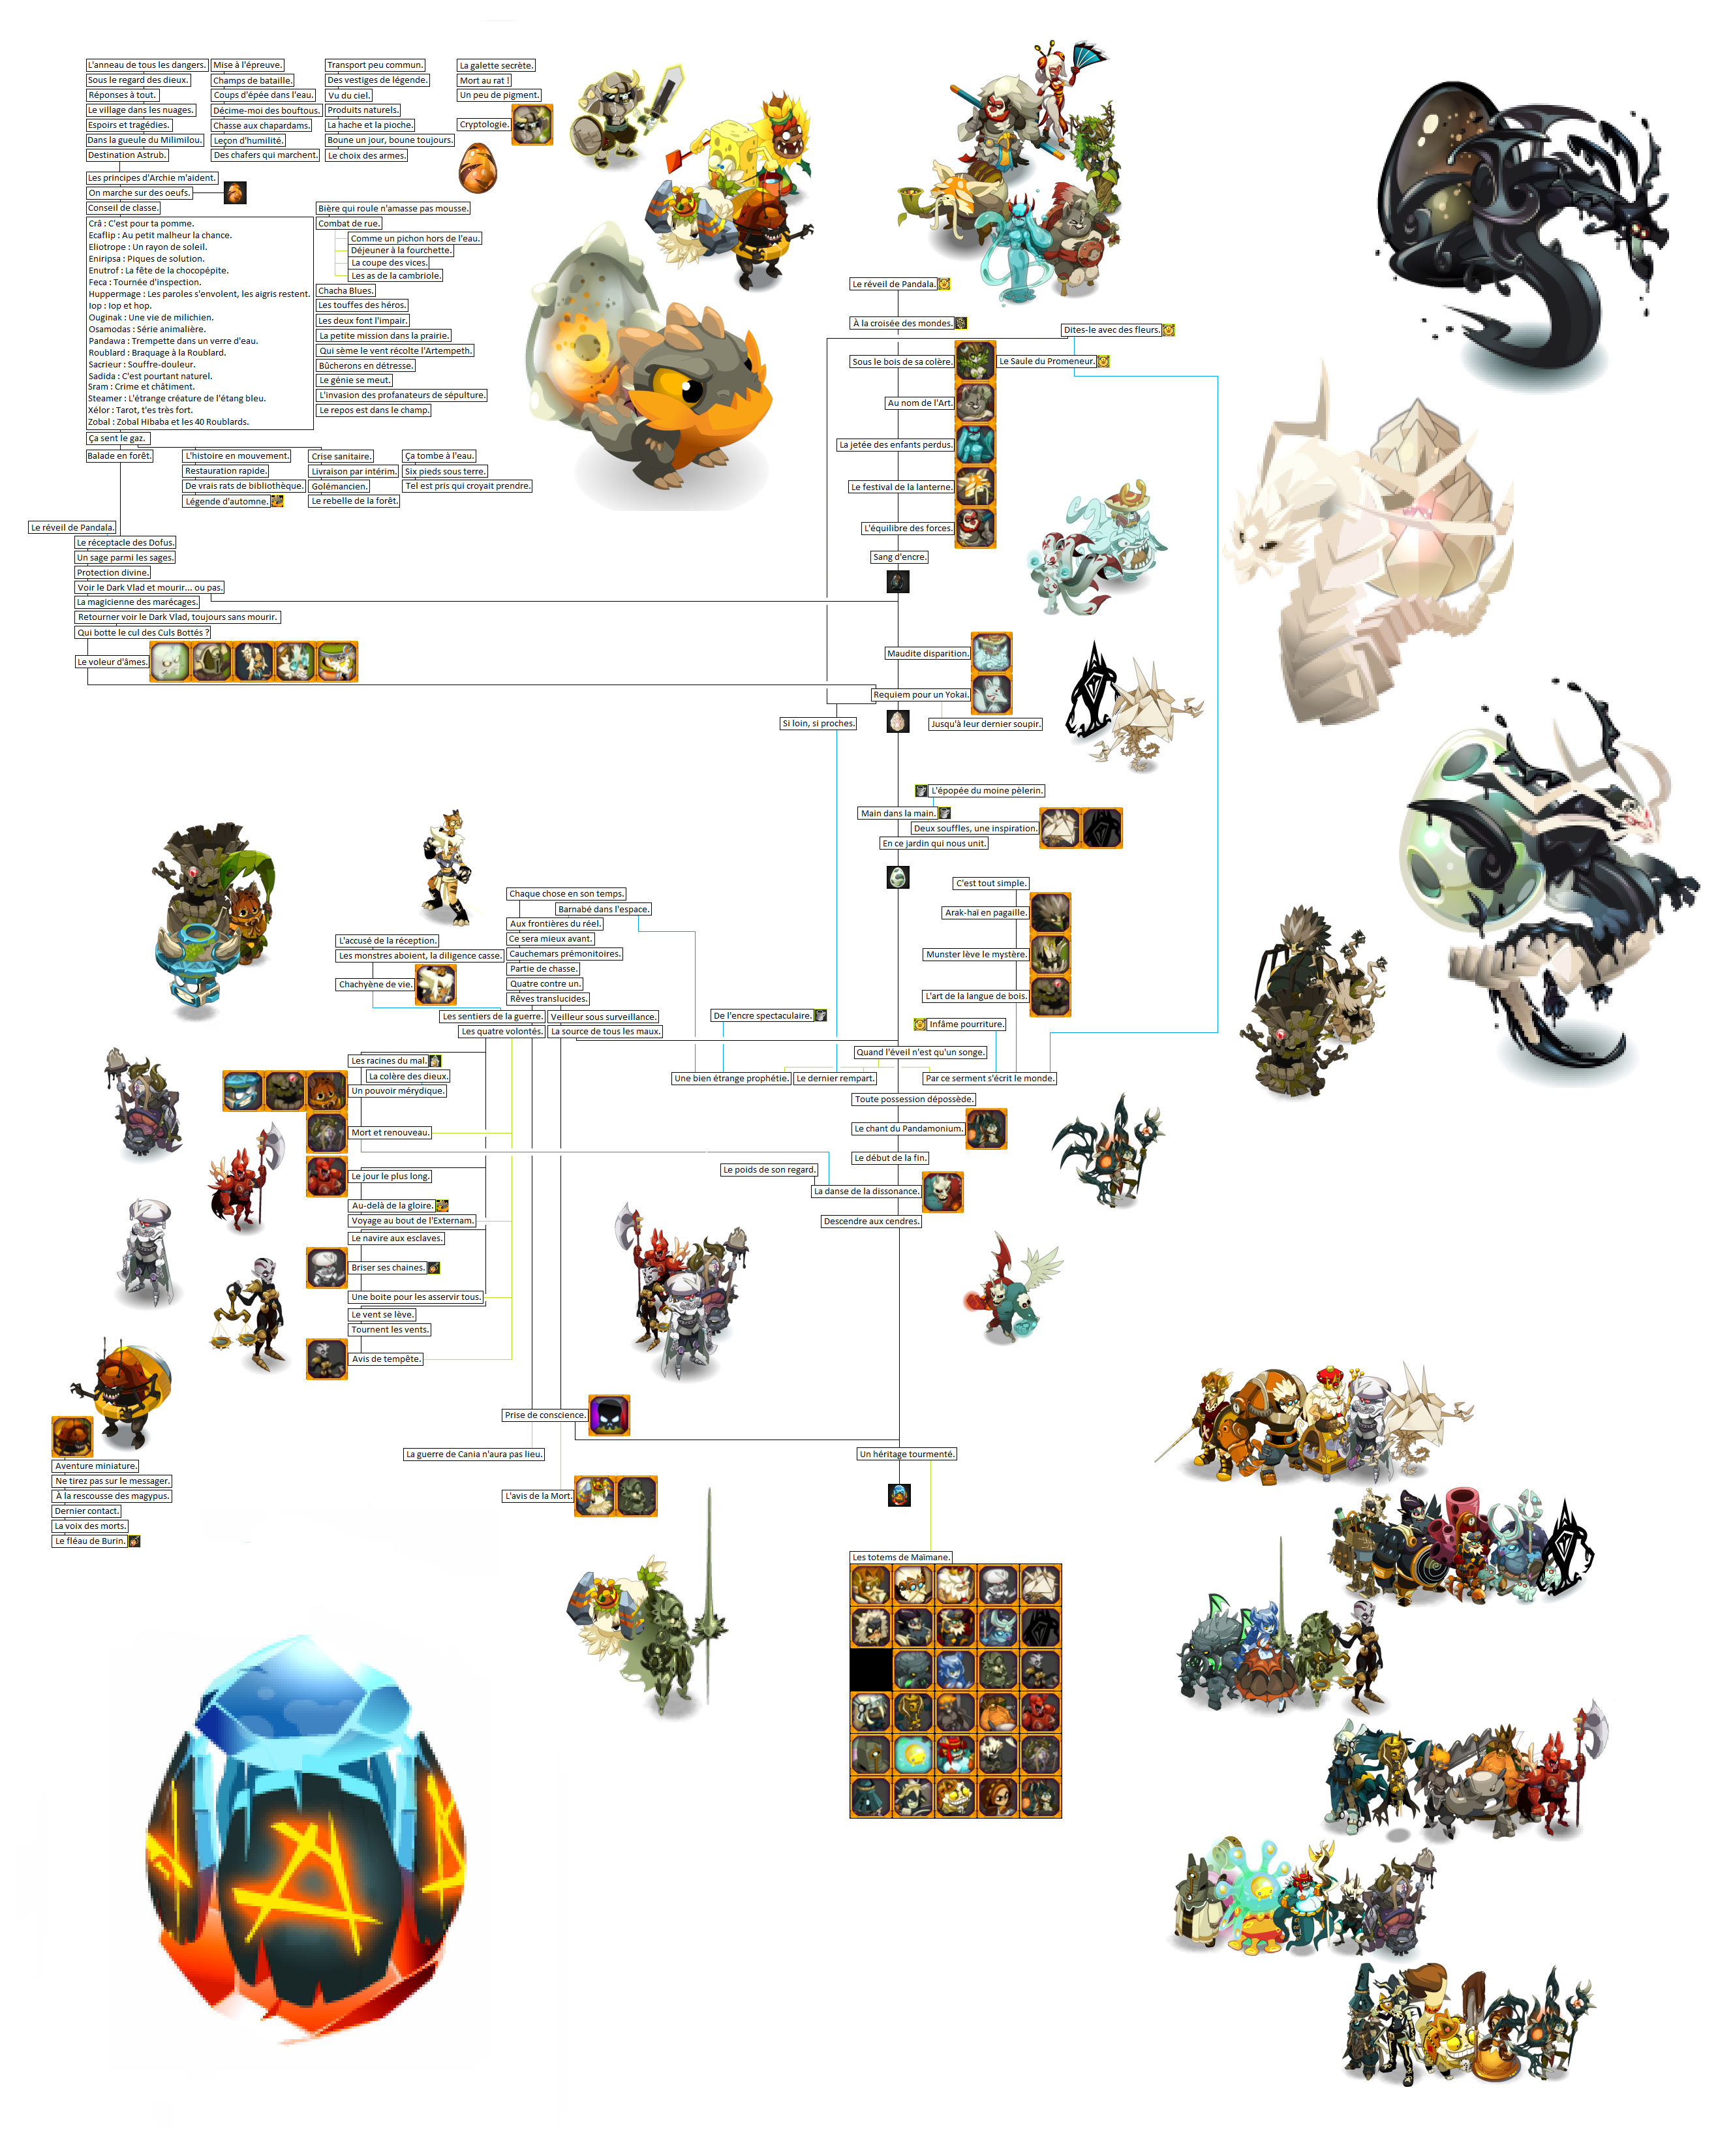 L'anneau de tous les dangers.
Sous le regard des dieux.
Réponses à tout.
Le village dans les nuages.
Espoirs et tragédies.
Dans la gueule du Milimilou.
Destination Astrub.
Mise à l'épreuve.
Champs de bataille.
Coups d'épée dans l'eau.
Décime-moi des bouftous.
Chasse aux chapardams.
Leçon d'humilité.
Des chafers qui marchent.
Transport peu commun.
Des vestiges de légende.
Vu du ciel.
Produits naturels.
La hache et la pioche.
Boune un jour, boune toujours.
Le choix des armes.
La galette secrète.
Mort au rat !
Un peu de pigment.
Cryptologie.
Les principes d'Archie m'aident.
On marche sur des oeufs.
Conseil de classe.
Crâ : C'est pour ta pomme.
Ecaflip : Au petit malheur la chance.
Eliotrope : Un rayon de soleil.
Eniripsa : Piques de solution.
Enutrof : La fête de la chocopépite.
Feca : Tournée d'inspection.
Huppermage : Les paroles s'envolent, les aigris restent.
Iop : Iop et hop.
Ouginak : Une vie de milichien.
Osamodas : Série animalière.
Pandawa : Trempette dans un verre d'eau.
Roublard : Braquage à la Roublard.
Sacrieur : Souffre-douleur.
Sadida : C'est pourtant naturel.
Sram : Crime et châtiment.
Steamer : L'étrange créature de l'étang bleu.
Xélor : Tarot, t'es très fort.
Zobal : Zobal Hibaba et les 40 Roublards.
Bière qui roule n'amasse pas mousse.
Combat de rue.
Comme un pichon hors de l'eau.
Déjeuner à la fourchette.
La coupe des vices.
Les as de la cambriole.
Chacha Blues.
Les touffes des héros.
Les deux font l'impair.
La petite mission dans la prairie.
Qui sème le vent récolte l'Artempeth.
Bûcherons en détresse.
Le génie se meut.
L'invasion des profanateurs de sépulture.
Le repos est dans le champ.
Ça sent le gaz.
Balade en forêt.
L'histoire en mouvement.
Restauration rapide.
De vrais rats de bibliothèque.
Légende d'automne.
Crise sanitaire.
Livraison par intérim.
Golémancien.
Le rebelle de la forêt.
Ça tombe à l'eau.
Six pieds sous terre.
Tel est pris qui croyait prendre.
Le réveil de Pandala.
Le réceptacle des Dofus.
Un sage parmi les sages.
Protection divine.
Voir le Dark Vlad et mourir... ou pas.
La magicienne des marécages.
Retourner voir le Dark Vlad, toujours sans mourir.
Qui botte le cul des Culs Bottés ?
Le voleur d'âmes.
Le réveil de Pandala.
À la croisée des mondes.
Dites-le avec des fleurs.
Sous le bois de sa colère.
Le Saule du Promeneur.
Au nom de l'Art.
La jetée des enfants perdus.
Le festival de la lanterne.
L'équilibre des forces.
Sang d'encre.
Maudite disparition.
Requiem pour un Yokai.
Si loin, si proches.
Jusqu'à leur dernier soupir.
L'épopée du moine pèlerin.
Main dans la main.
Deux souffles, une inspiration.
En ce jardin qui nous unit.
C'est tout simple.
Arak-haï en pagaille.
Munster lève le mystère.
L'art de la langue de bois.
Infâme pourriture.
Chaque chose en son temps.
Barnabé dans l'espace.
Aux frontières du réel.
Ce sera mieux avant.
Cauchemars prémonitoires.
Partie de chasse.
Quatre contre un.
Rêves translucides.
L'accusé de la réception.
Les monstres aboient, la diligence casse.
Chachyène de vie.
Les sentiers de la guerre.
Veilleur sous surveillance.
Les quatre volontés.
La source de tous les maux.
De l'encre spectaculaire.
Quand l'éveil n'est qu'un songe.
Une bien étrange prophétie.
Le dernier rempart.
Par ce serment s'écrit le monde.
Les racines du mal.
La colère des dieux.
Un pouvoir mérydique.
Mort et renouveau.
Le jour le plus long.
Au-delà de la gloire.
Voyage au bout de l'Externam.
Le navire aux esclaves.
Briser ses chaines.
Une boite pour les asservir tous.
Le vent se lève.
Tournent les vents.
Avis de tempête.
Toute possession dépossède.
Le chant du Pandamonium.
Le début de la fin.
Le poids de son regard.
La danse de la dissonance.
Descendre aux cendres.
Prise de conscience.
La guerre de Cania n'aura pas lieu.
L'avis de la Mort.
Un héritage tourmenté.
Aventure miniature.
Ne tirez pas sur le messager.
À la rescousse des magypus.
Dernier contact.
La voix des morts.
Le fléau de Burin.
Les totems de Maïmane.